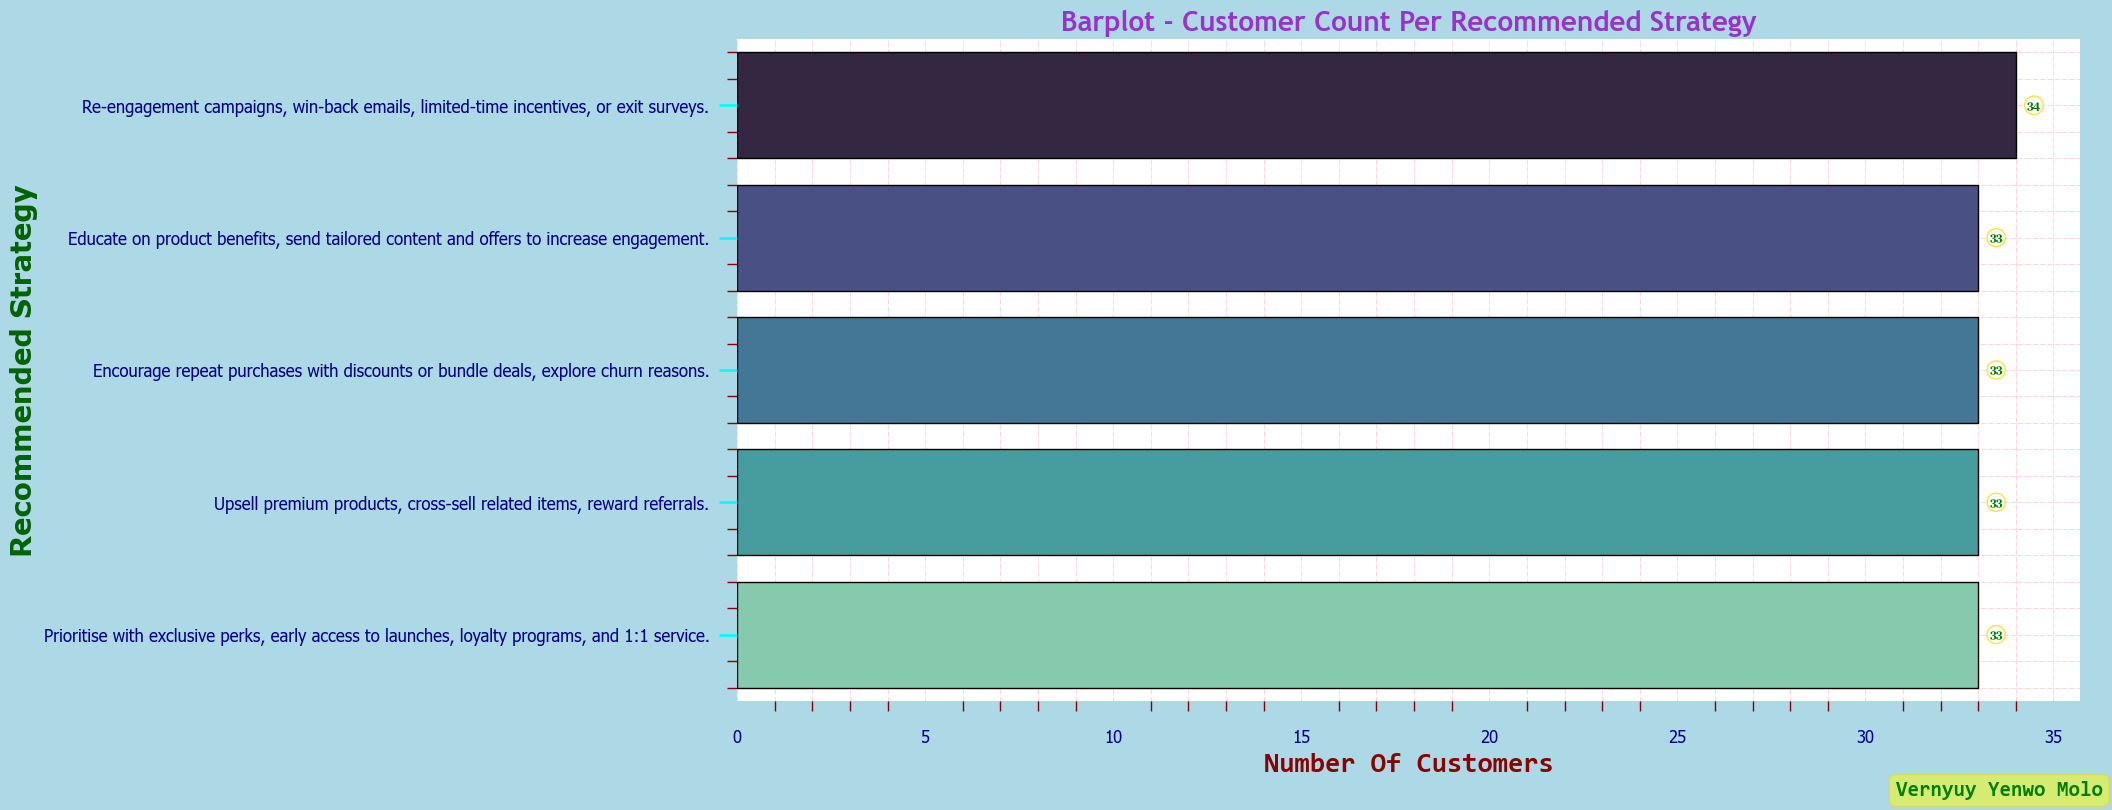 Barplot - Customer Count Per Recommended Strategy
Recommended Strategy
Re-engagement campaigns, win-back emails, limited-time incentives, or exit surveys.
34
Educate on product benefits, send tailored content and offers to increase engagement.
33
Encourage repeat purchases with discounts or bundle deals, explore churn reasons.
33
Upsell premium products, cross-sell related items, reward referrals.
33
Prioritise with exclusive perks, early access to launches, loyalty programs, and 1:1 service.
33
0 5 10 15 20 25 30 35
Number Of Customers
Vernyuy Yenwo Molo